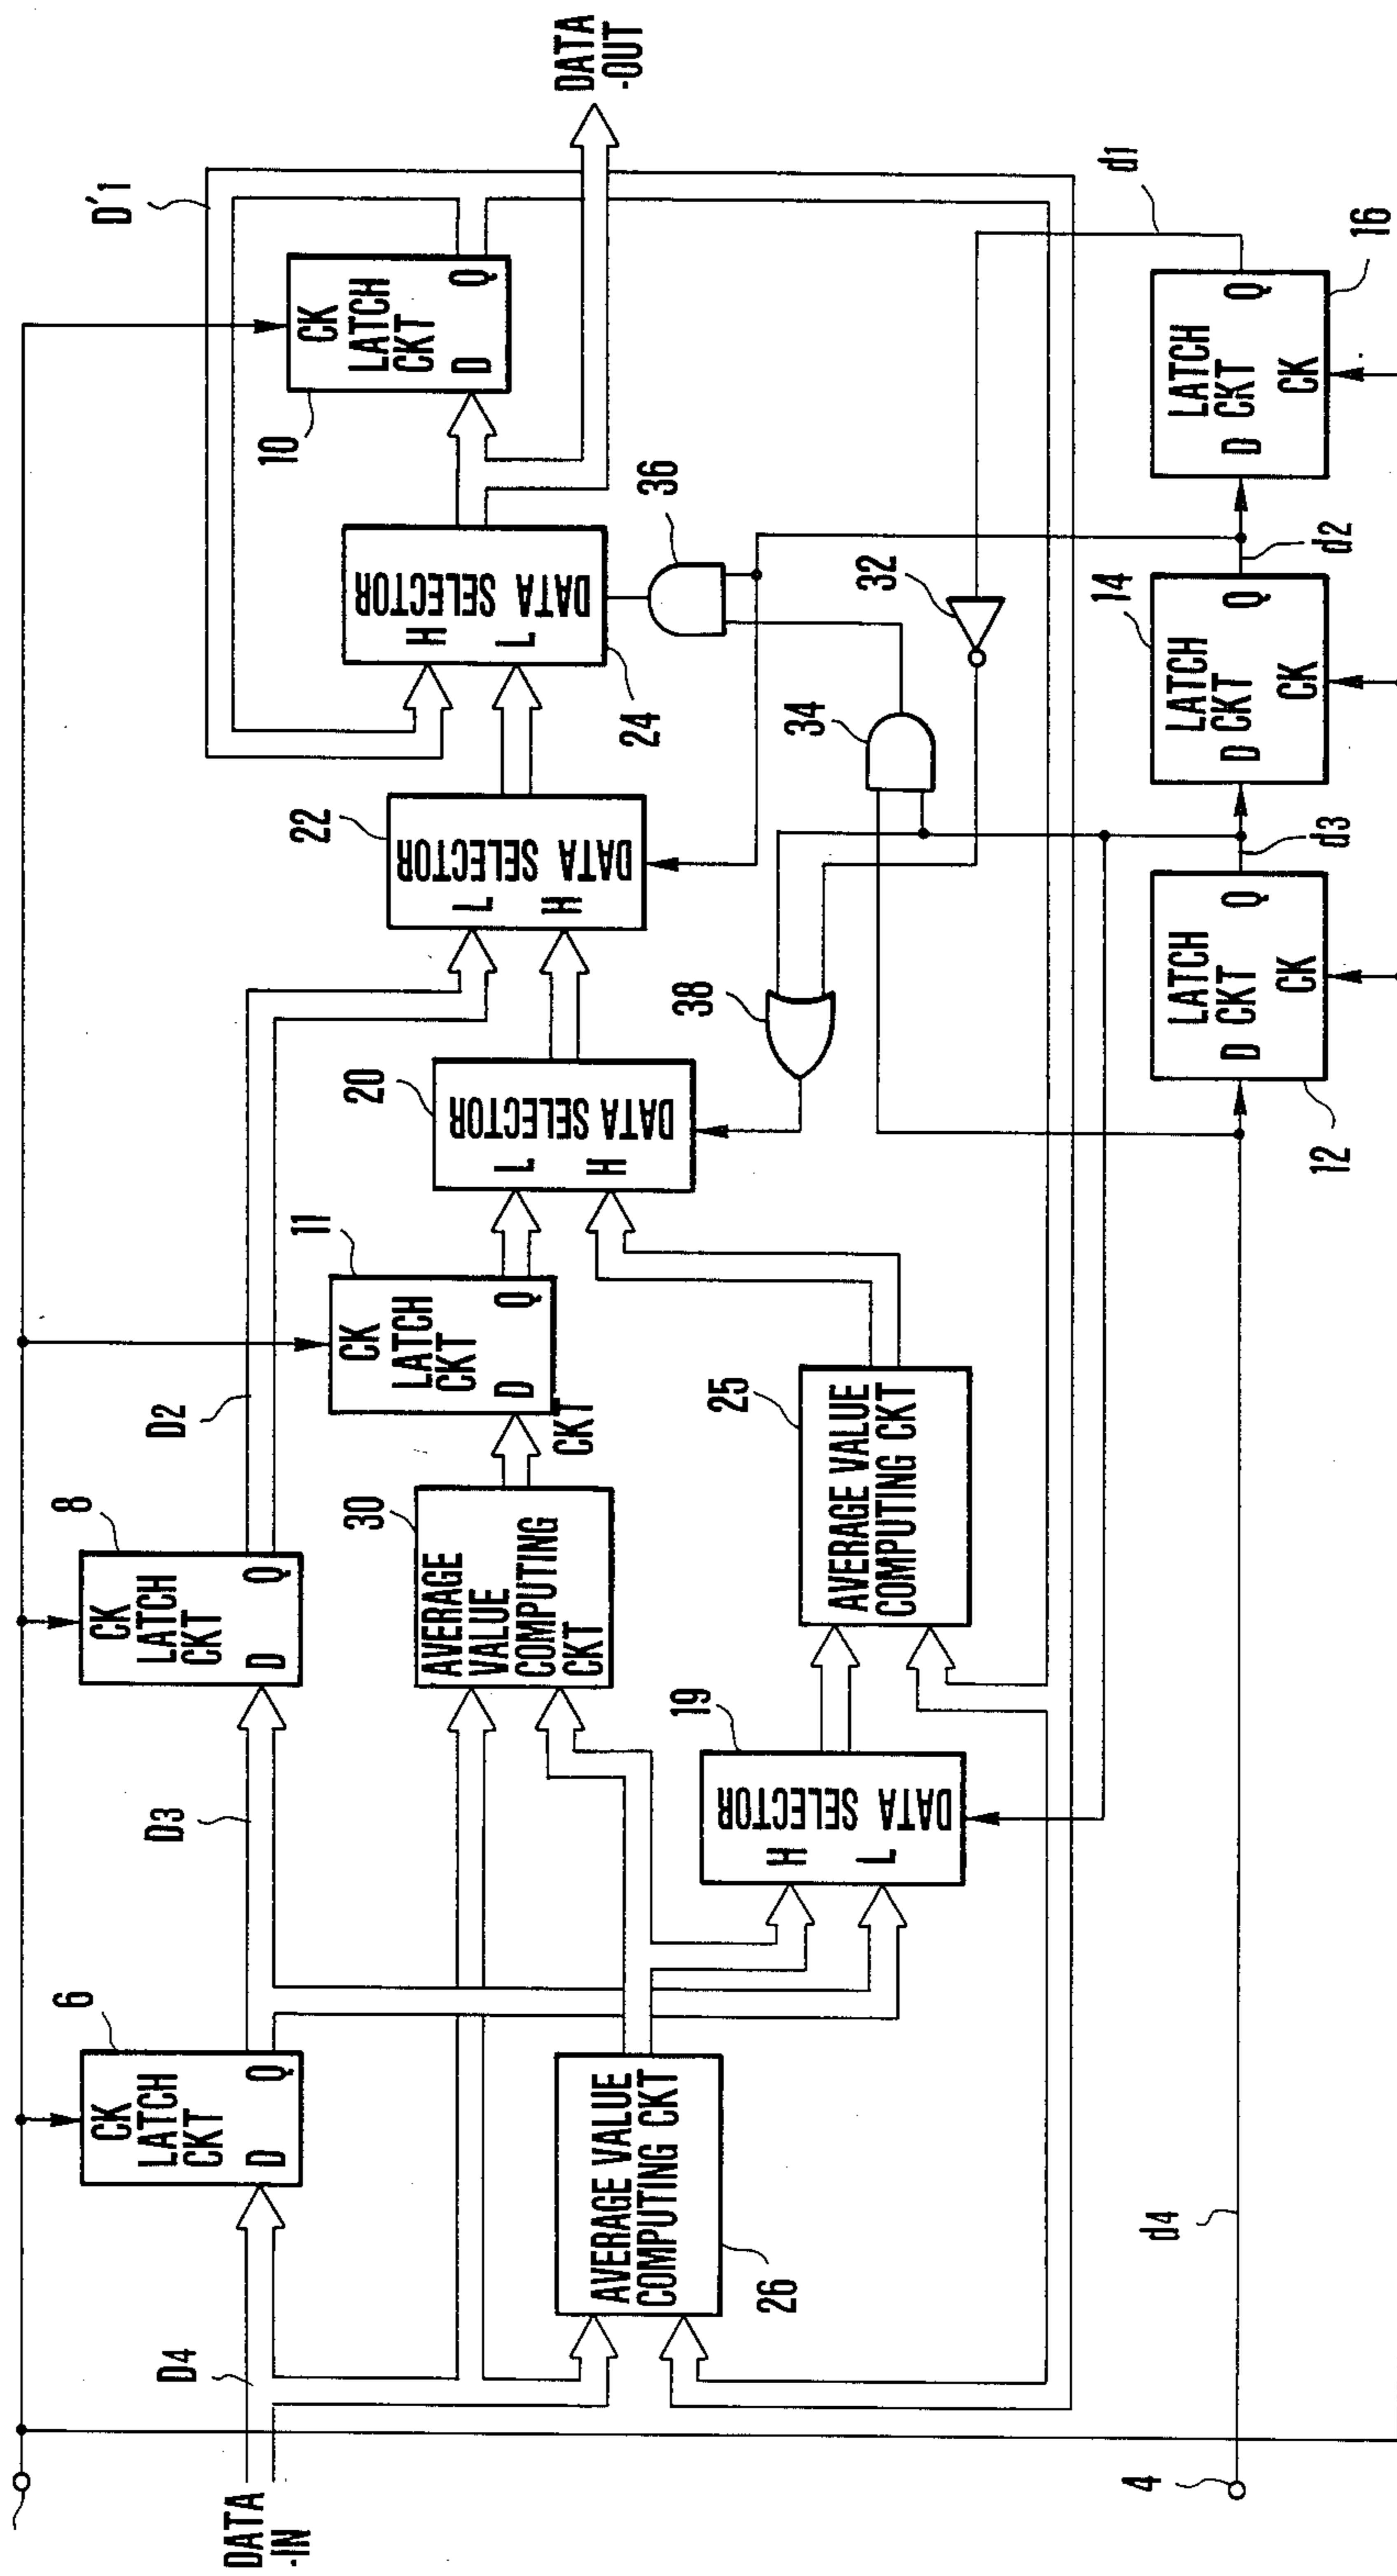 DATA
-IN
D4
6
CK
LATCH
CKT
D Q
D3
8
CK
LATCH
CKT
D Q
D2
D'1
10
CK
LATCH
CKT
D Q
DATA
-OUT
30
AVERAGE
VALUE
COMPUTING
CKT
11
CK
LATCH
CKT
D Q
CKT
20
DATA SELECTOR
L
H
22
DATA SELECTOR
L
H
24
DATA SELECTOR
H
L
26
AVERAGE VALUE
COMPUTING CKT
19
DATA SELECTOR
H
L
25
AVERAGE VALUE
COMPUTING CKT
38
34
32
36
4
d4
12
LATCH
D CKT Q
CK
d3
14
LATCH
D CKT Q
CK
d2
16
LATCH
D CKT Q
CK
d1